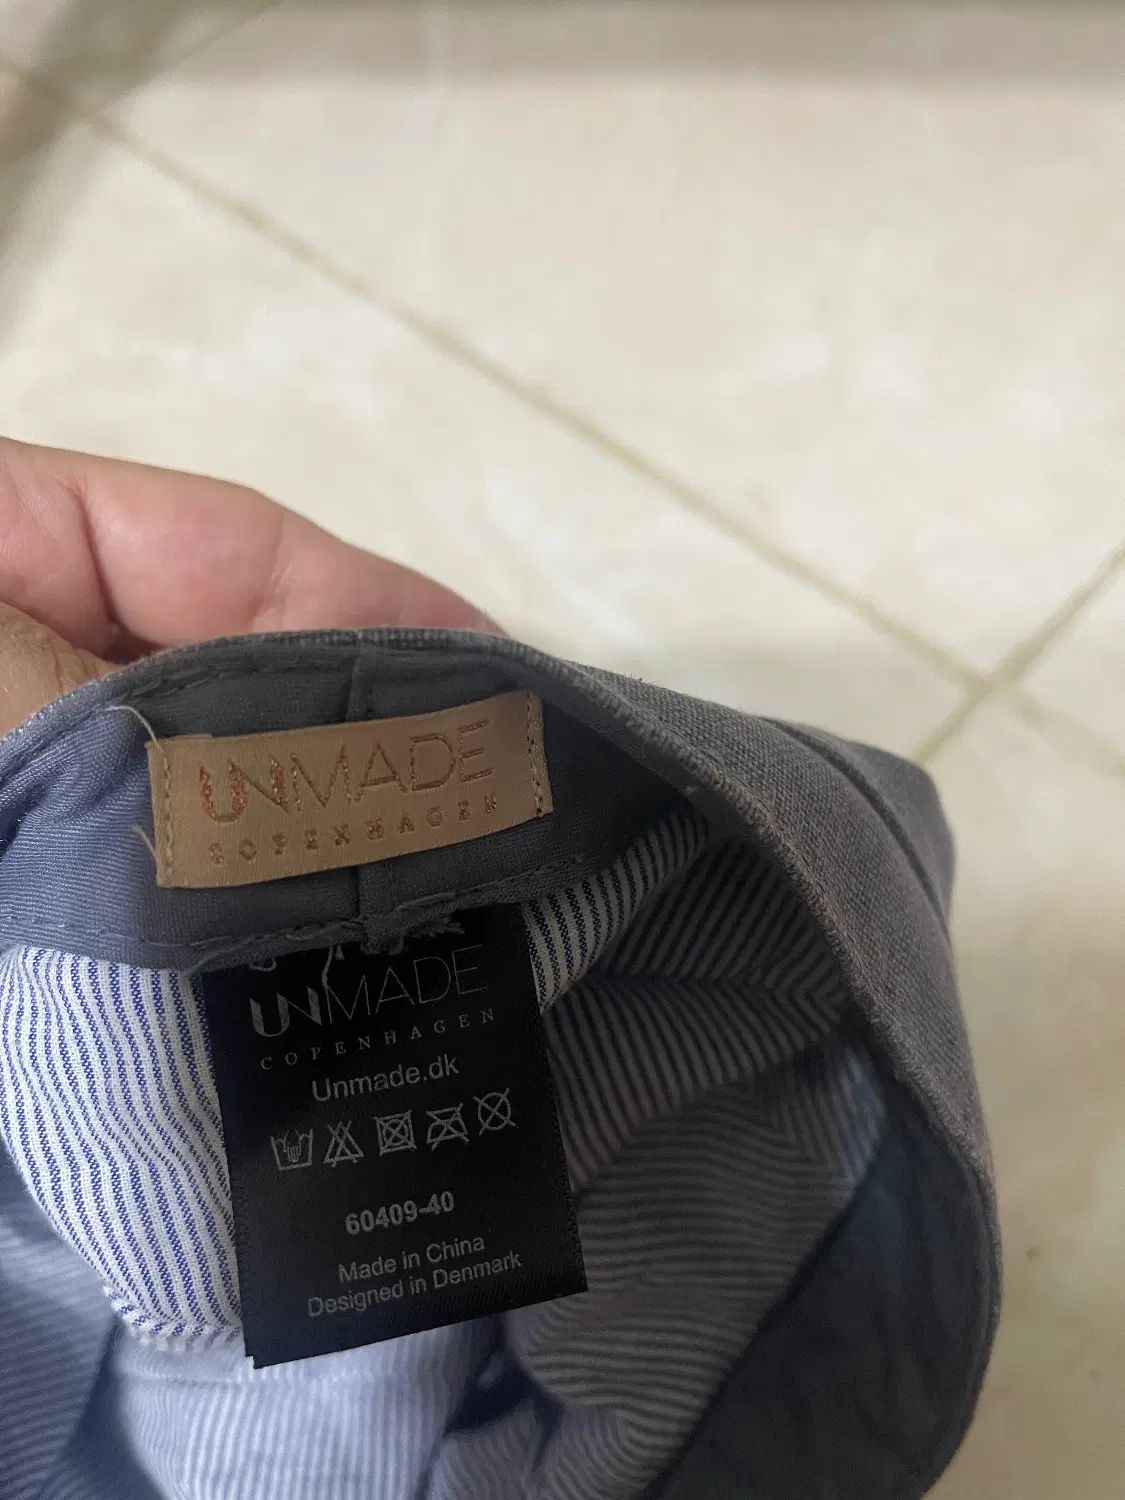 UNMADE
COPENHAGEN
UNMADE
COPENHAGEN
Unmade.dk
60409-40
Made in China
Designed in Denmark